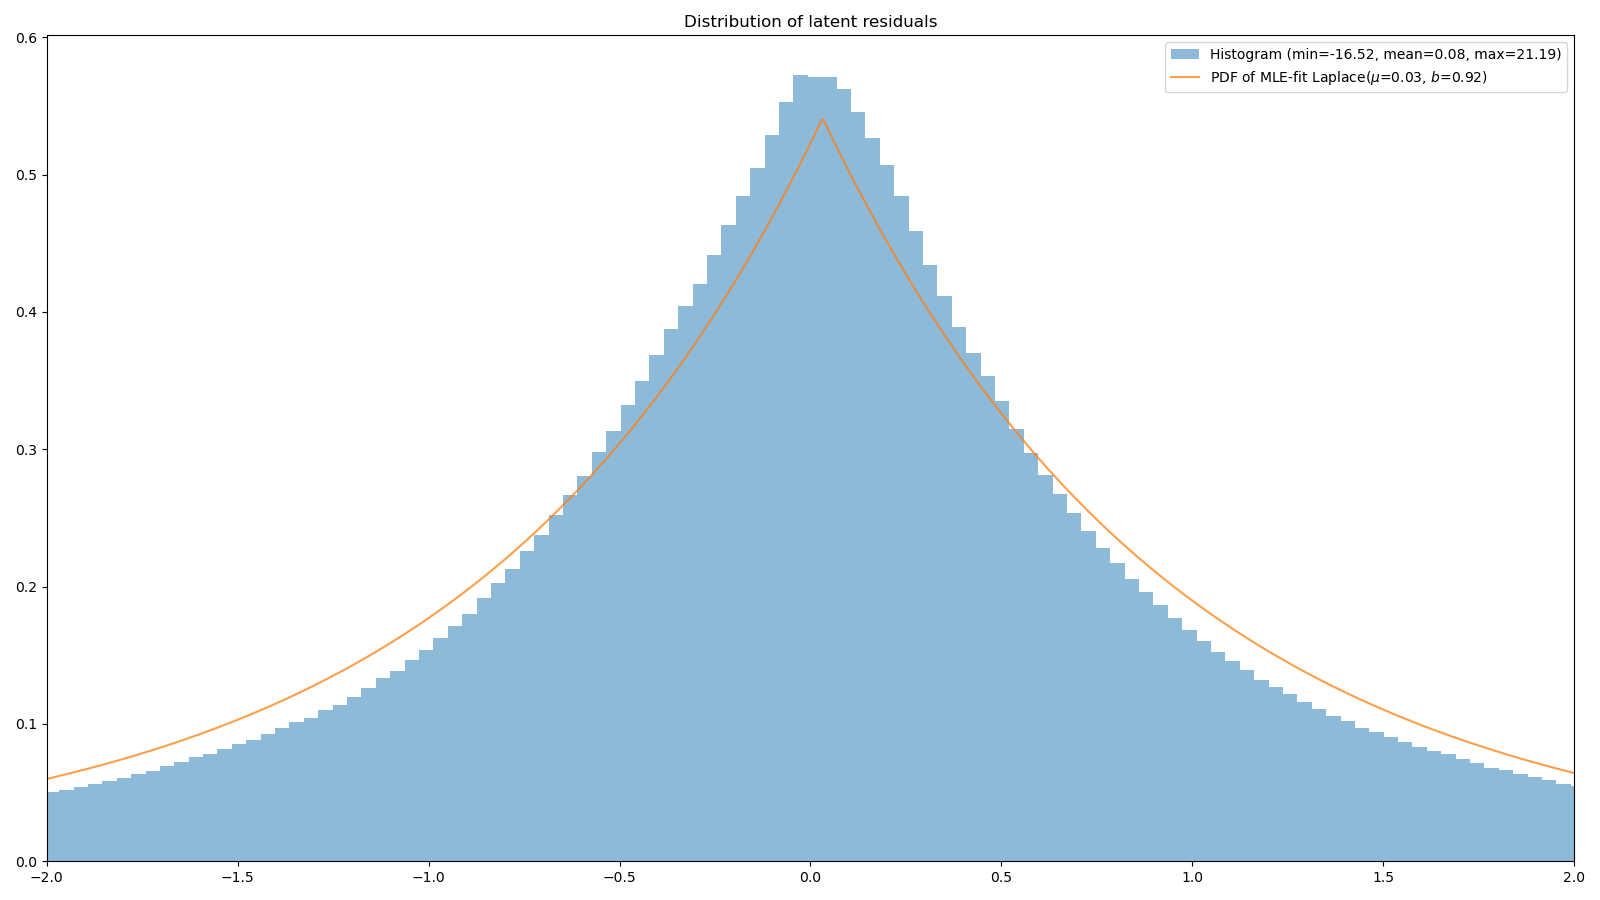 Distribution of latent residuals
Histogram (min=-16.52, mean=0.08, max=21.19)
PDF of MLE-fit Laplace(μ=0.03, b=0.92)
0.6
0.5
0.4
0.3
0.2
0.1
0.0
−2.0 −1.5 −1.0 −0.5 0.0 0.5 1.0 1.5 2.0